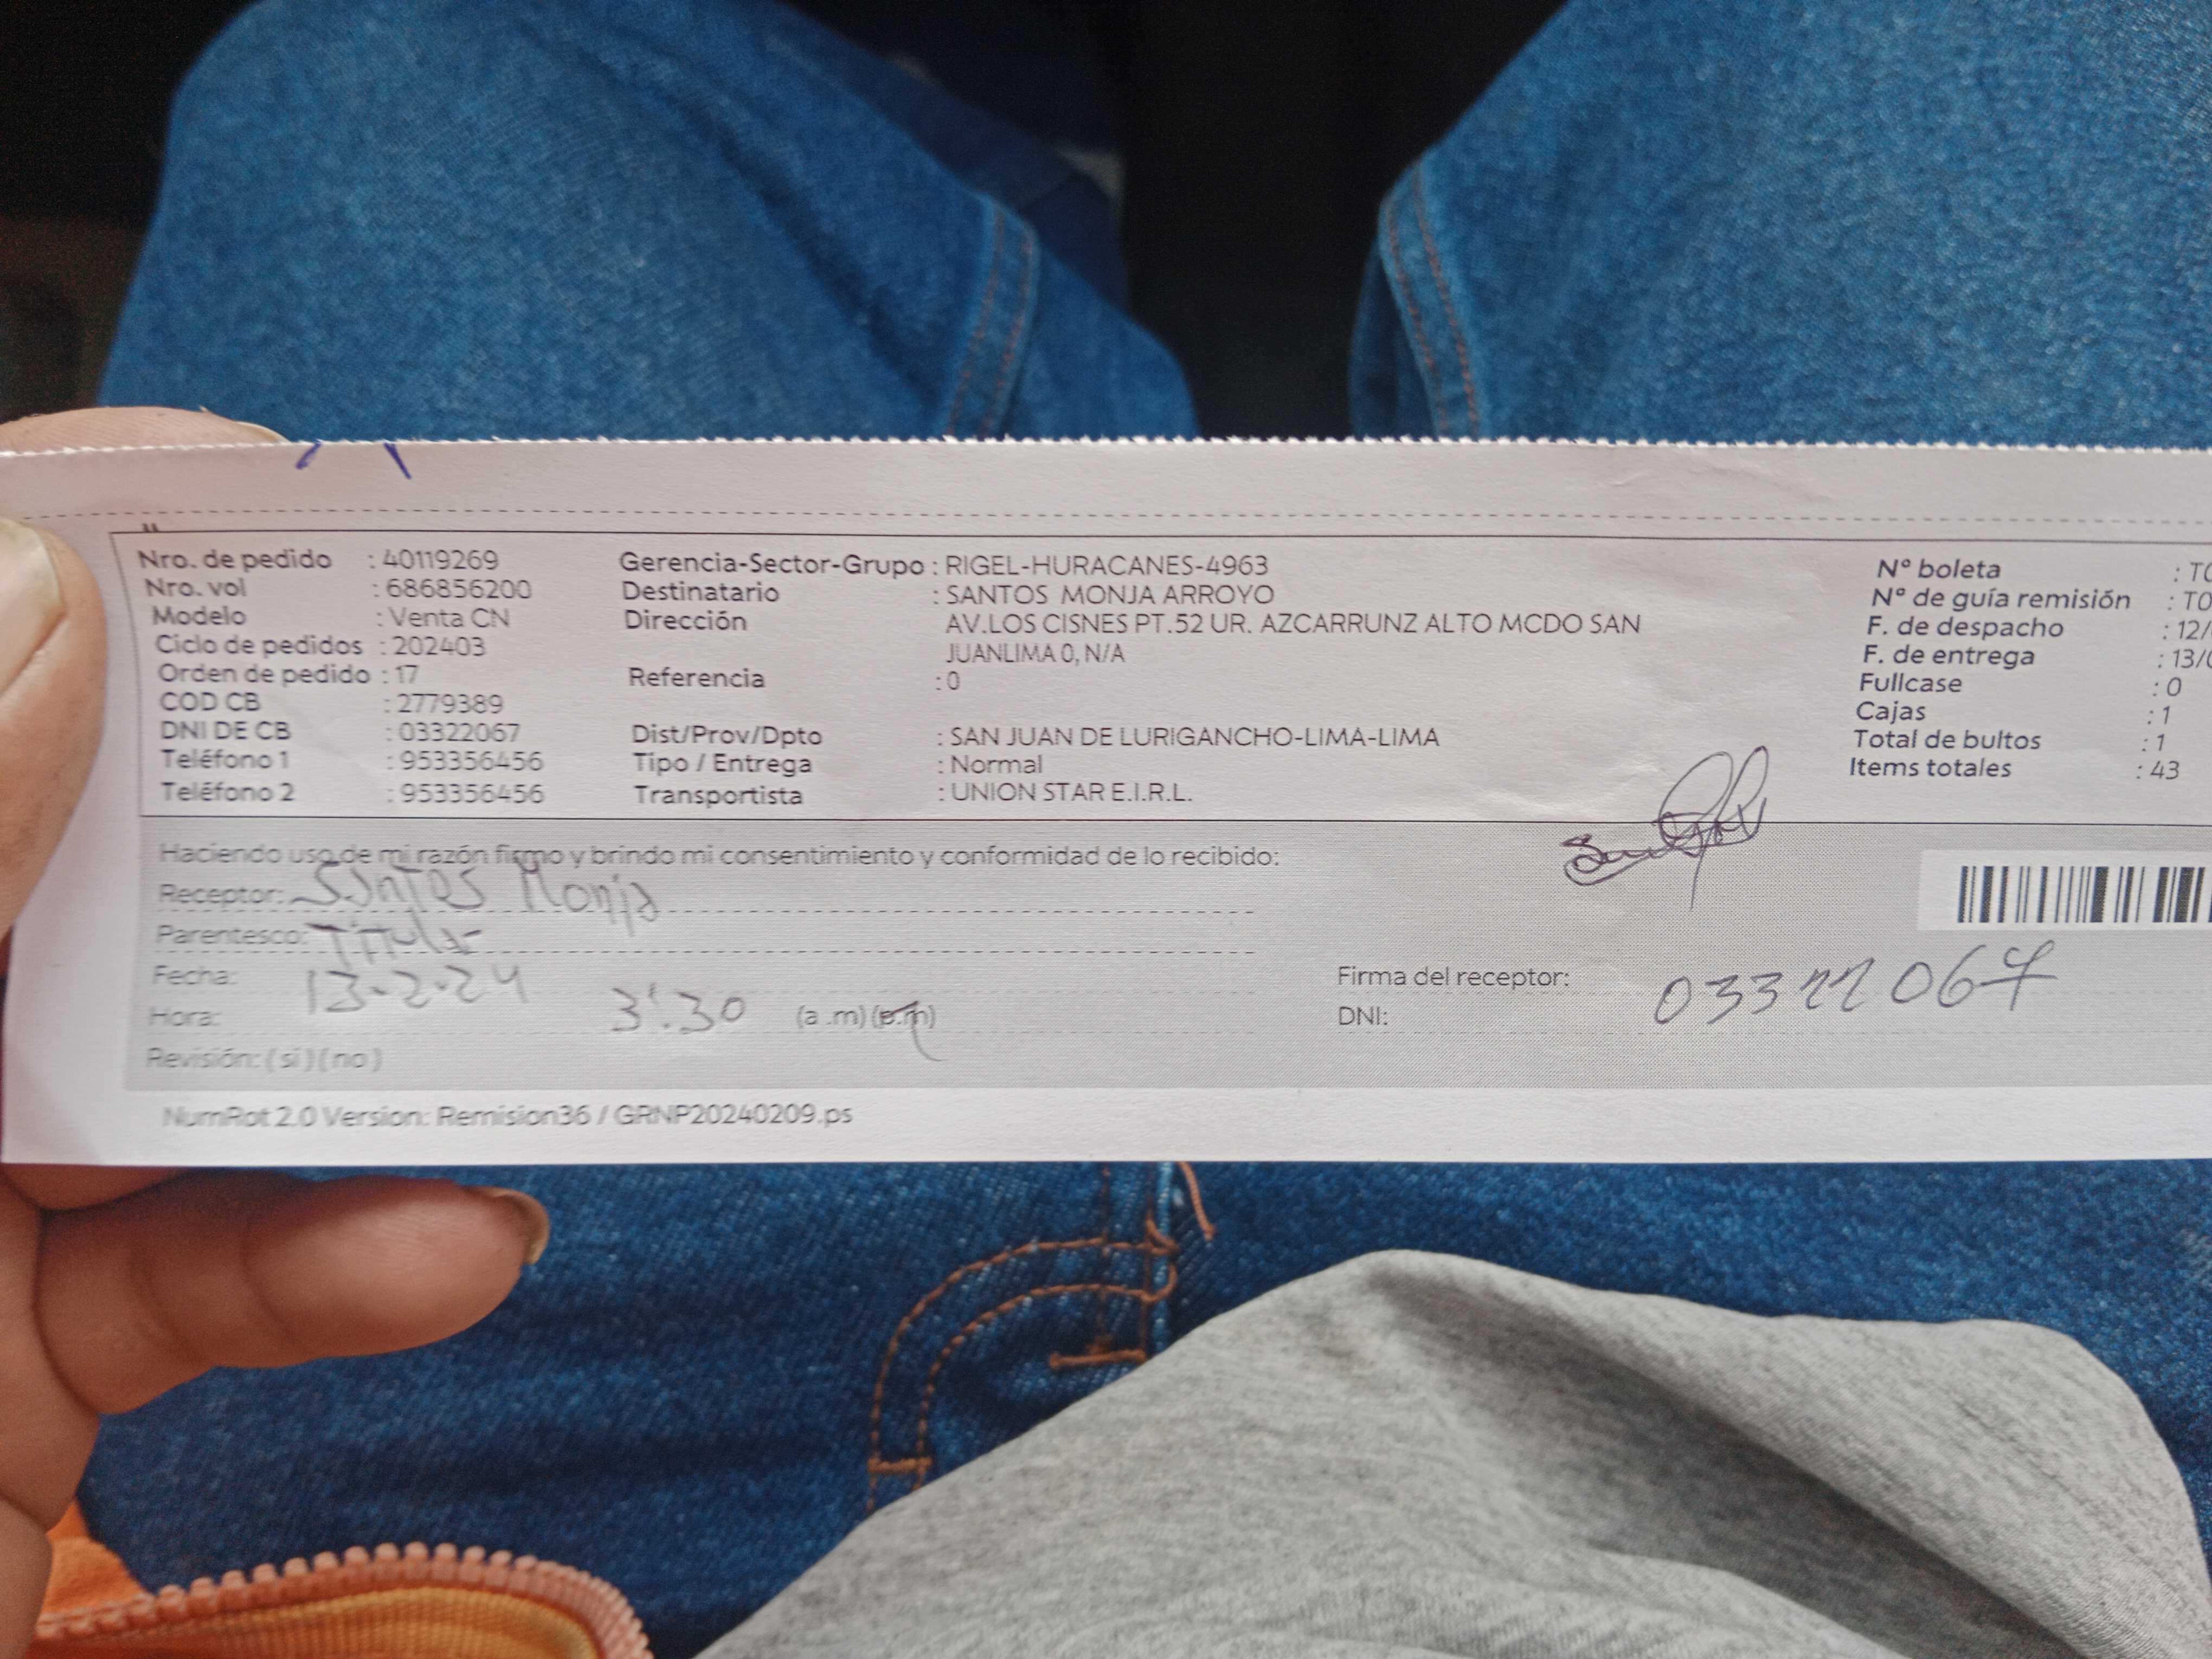 Nro. de pedido : 40119269
Nro. vol : 686856200
Modelo : Venta CN
Ciclo de pedidos : 202403
Orden de pedido : 17
COD CB : 2779389
DNI DE CB : 03322067
Teléfono 1 : 953356456
Teléfono 2 : 953356456
Gerencia-Sector-Grupo : RIGEL-HURACANES-4963
Destinatario : SANTOS MONJA ARROYO
Dirección AV.LOS CISNES PT.52 UR. AZCARRUNZ ALTO MCDO SAN
JUANLIMA 0, N/A
Referencia : 0
Dist/Prov/Dpto : SAN JUAN DE LURIGANCHO-LIMA-LIMA
Tipo / Entrega : Normal
Transportista : UNION STAR E.I.R.L.
N° boleta : T0
N° de guía remisión : T0
F. de despacho : 12/
F. de entrega : 13/0
Fullcase : 0
Cajas : 1
Total de bultos : 1
Items totales : 43
Haciendo uso de mi razón firmo y brindo mi consentimiento y conformidad de lo recibido:
Receptor: Santos Monja
Parentesco: Titular
Fecha: 13.2.24
Hora: 3:30 (a .m) (p.m)
Revisión: ( si ) ( no )
Firma del receptor:
DNI: 03322067
NumRot 2.0 Version: Remision36 / GRNP20240209.ps